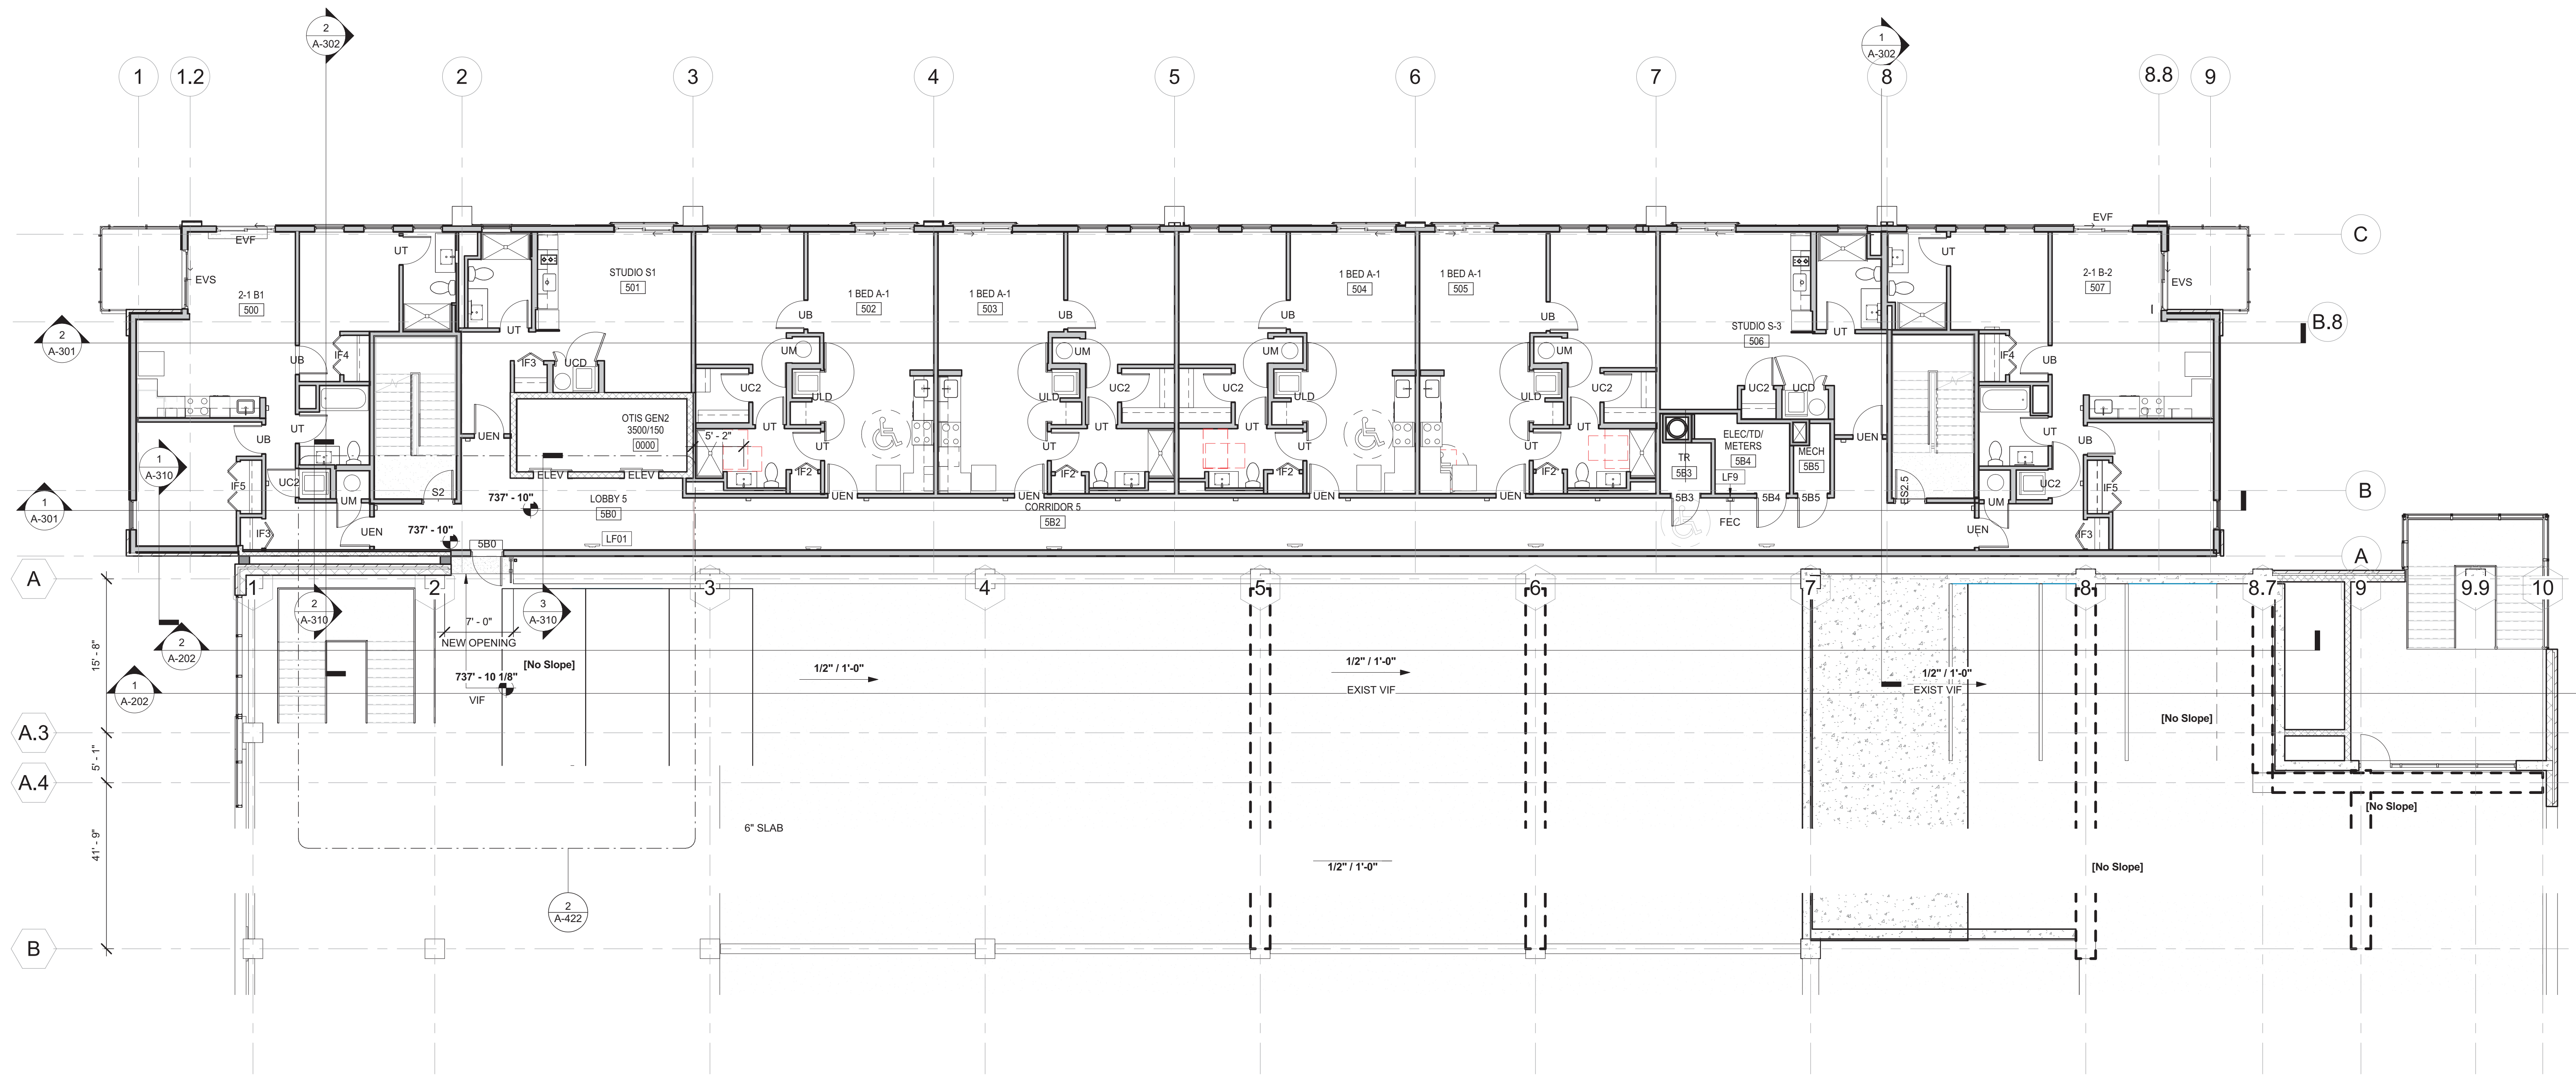 2
A-302
1
A-302
1
1.2
2
3
4
5
6
7
8
8.8
9
EVF
EVF
C
UT
UT
EVS
EVS
2-1 B1
500
STUDIO S1
501
1 BED A-1
502
1 BED A-1
503
1 BED A-1
504
1 BED A-1
505
STUDIO S-3
506
2-1 B-2
507
B.8
2
A-301
UT
UB
UB
UB
UB
UT
UB
IF4
IF3
UCD
UM
UM
UM
UM
IF4
UB
UC2
UC2
UC2
UC2
UC2
UCD
ULD
ULD
ULD
OTIS GEN2
3500/150
0000
5' - 2"
UT
UB
UEN
UT
UT
UT
UT
UT
UT
UT
UT
ELEC/TD/
METERS
5B4
LF9
MECH
5B5
TR
5B3
UEN
UT
UB
1
A-310
IF5
UC2
UM
S2
ELEV
ELEV
IF2
IF2
IF2
IF2
ES2.5
UM
UC2
IF5
737' - 10"
LOBBY 5
5B0
UEN
UEN
UEN
UEN
5B3
5B4
5B5
B
1
A-301
CORRIDOR 5
5B2
FEC
IF3
UEN
737' - 10"
LF01
UEN
IF3
5B0
A
A
1
2
3
4
5
6
7
8
8.7
9
9.9
10
2
A-310
3
A-310
7' - 0"
NEW OPENING
2
A-202
15' - 8"
[No Slope]
1/2" / 1'-0"
1/2" / 1'-0"
1/2" / 1'-0"
737' - 10 1/8"
VIF
EXIST VIF
EXIST VIF
1
A-202
[No Slope]
A.3
5' - 1"
A.4
[No Slope]
6" SLAB
41' - 9"
1/2" / 1'-0"
[No Slope]
2
A-422
B